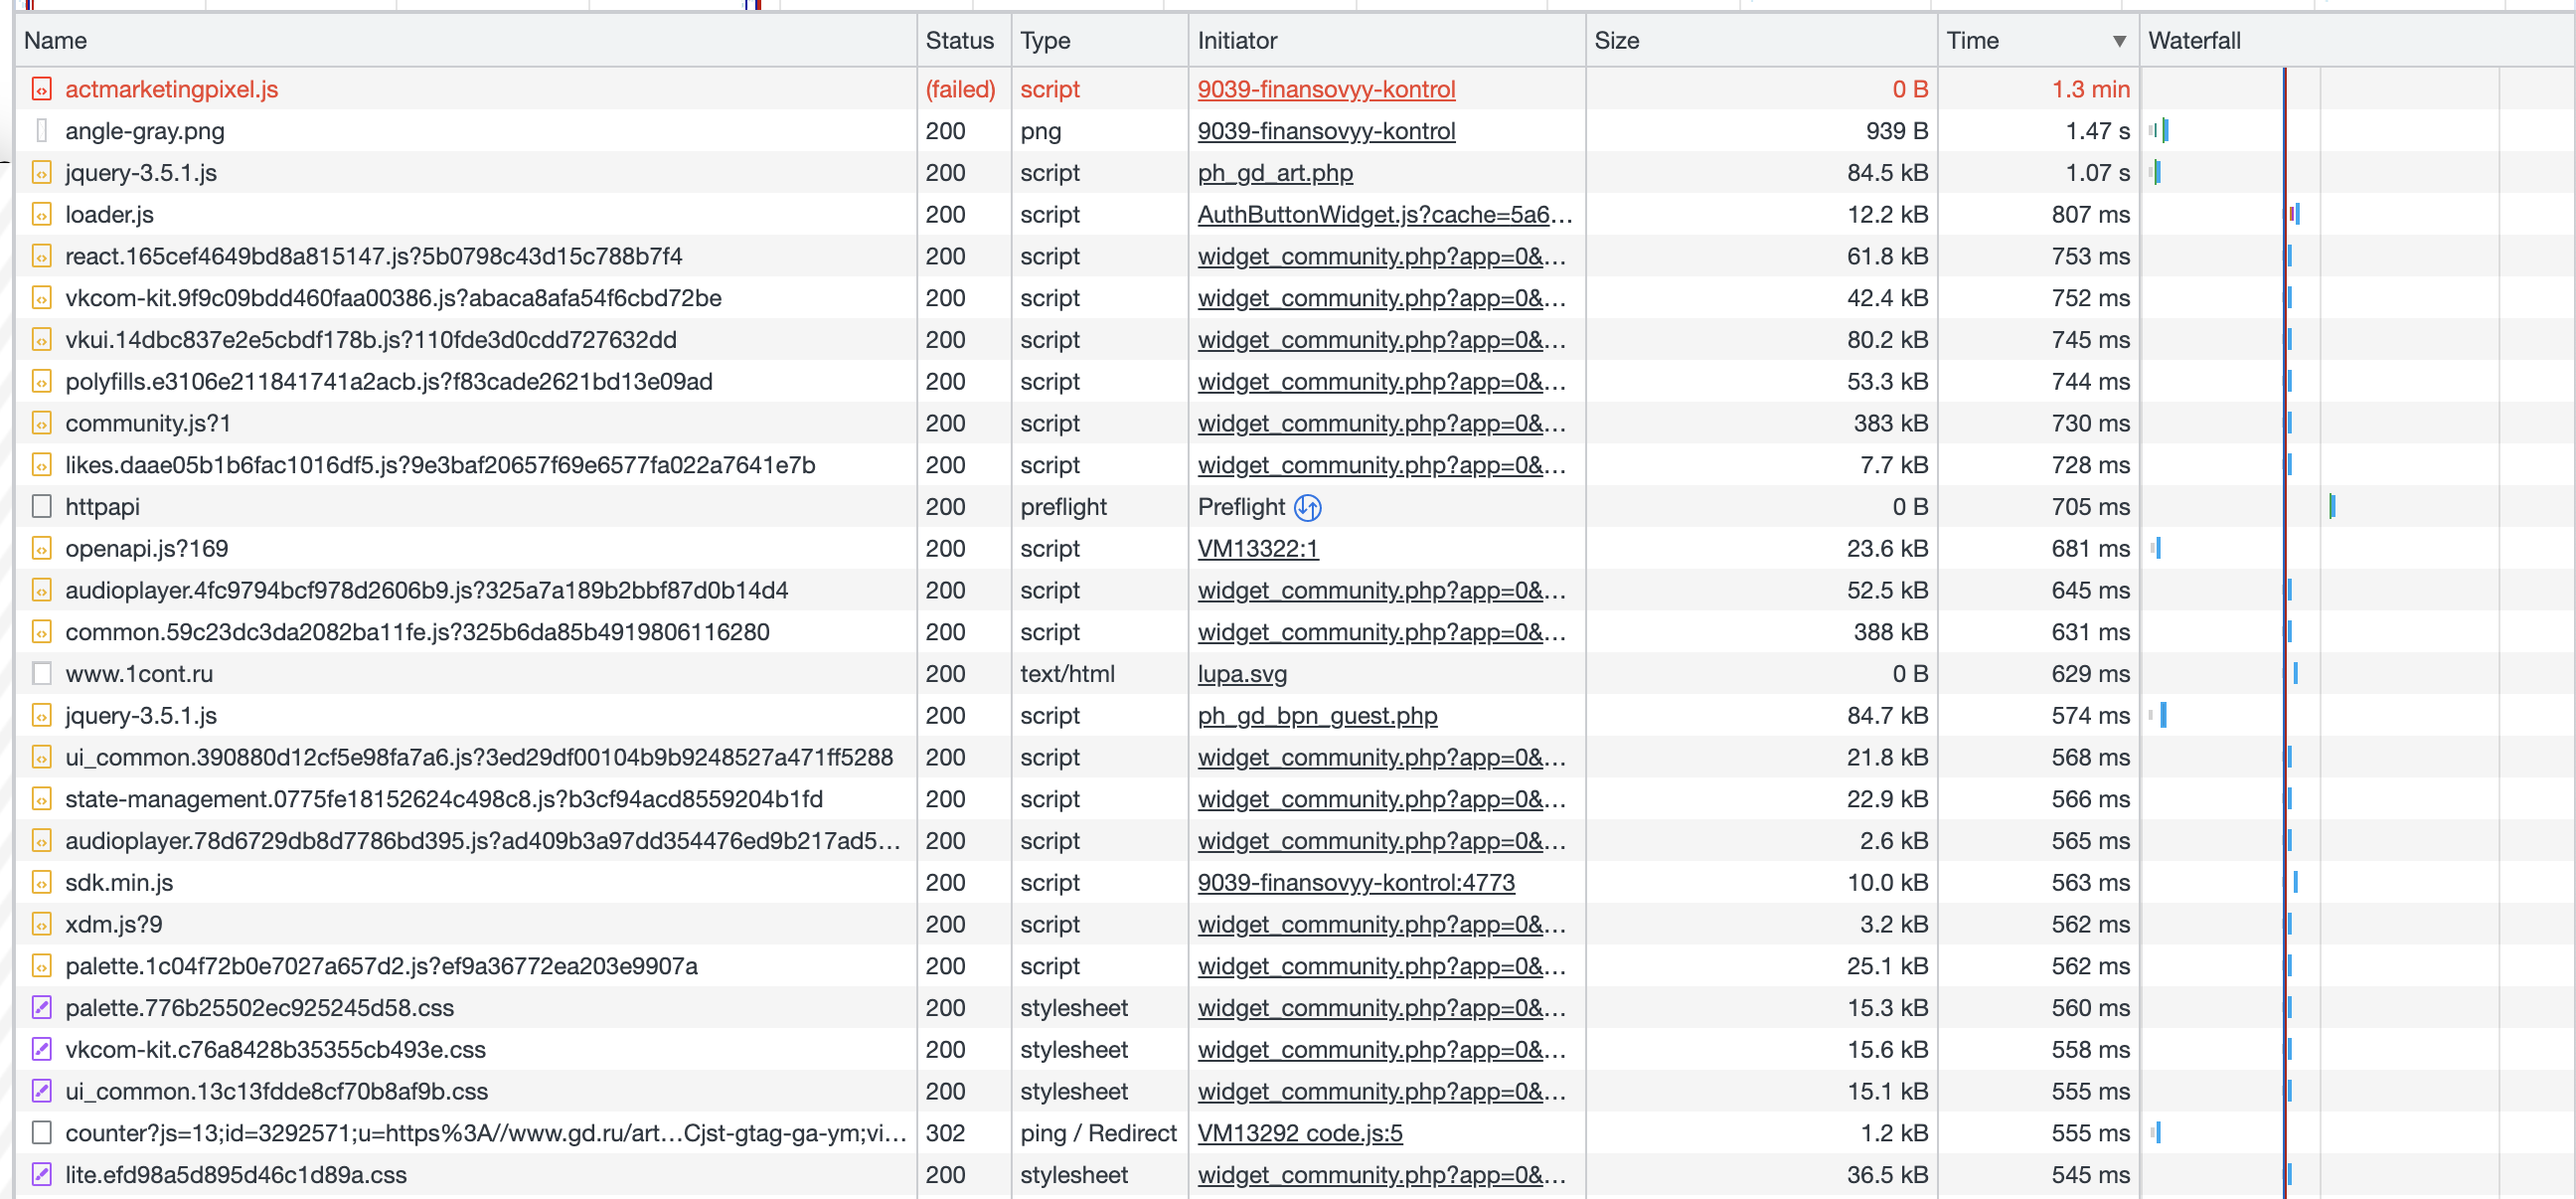 Name Status Type Initiator Size Time ▼ Waterfall
actmarketingpixel.js (failed) script 9039-finansovyy-kontrol 0 B 1.3 min
angle-gray.png 200 png 9039-finansovyy-kontrol 939 B 1.47 s
jquery-3.5.1.js 200 script ph_gd_art.php 84.5 kB 1.07 s
loader.js 200 script AuthButtonWidget.js?cache=5a6... 12.2 kB 807 ms
react.165cef4649bd8a815147.js?5b0798c43d15c788b7f4 200 script widget_community.php?app=0&... 61.8 kB 753 ms
vkcom-kit.9f9c09bdd460faa00386.js?abaca8afa54f6cbd72be 200 script widget_community.php?app=0&... 42.4 kB 752 ms
vkui.14dbc837e2e5cbdf178b.js?110fde3d0cdd727632dd 200 script widget_community.php?app=0&... 80.2 kB 745 ms
polyfills.e3106e211841741a2acb.js?f83cade2621bd13e09ad 200 script widget_community.php?app=0&... 53.3 kB 744 ms
community.js?1 200 script widget_community.php?app=0&... 383 kB 730 ms
likes.daae05b1b6fac1016df5.js?9e3baf20657f69e6577fa022a7641e7b 200 script widget_community.php?app=0&... 7.7 kB 728 ms
httpapi 200 preflight Preflight 0 B 705 ms
openapi.js?169 200 script VM13322:1 23.6 kB 681 ms
audioplayer.4fc9794bcf978d2606b9.js?325a7a189b2bbf87d0b14d4 200 script widget_community.php?app=0&... 52.5 kB 645 ms
common.59c23dc3da2082ba11fe.js?325b6da85b4919806116280 200 script widget_community.php?app=0&... 388 kB 631 ms
www.1cont.ru 200 text/html lupa.svg 0 B 629 ms
jquery-3.5.1.js 200 script ph_gd_bpn_guest.php 84.7 kB 574 ms
ui_common.390880d12cf5e98fa7a6.js?3ed29df00104b9b9248527a471ff5288 200 script widget_community.php?app=0&... 21.8 kB 568 ms
state-management.0775fe18152624c498c8.js?b3cf94acd8559204b1fd 200 script widget_community.php?app=0&... 22.9 kB 566 ms
audioplayer.78d6729db8d7786bd395.js?ad409b3a97dd354476ed9b217ad5... 200 script widget_community.php?app=0&... 2.6 kB 565 ms
sdk.min.js 200 script 9039-finansovyy-kontrol:4773 10.0 kB 563 ms
xdm.js?9 200 script widget_community.php?app=0&... 3.2 kB 562 ms
palette.1c04f72b0e7027a657d2.js?ef9a36772ea203e9907a 200 script widget_community.php?app=0&... 25.1 kB 562 ms
palette.776b25502ec925245d58.css 200 stylesheet widget_community.php?app=0&... 15.3 kB 560 ms
vkcom-kit.c76a8428b35355cb493e.css 200 stylesheet widget_community.php?app=0&... 15.6 kB 558 ms
ui_common.13c13fdde8cf70b8af9b.css 200 stylesheet widget_community.php?app=0&... 15.1 kB 555 ms
counter?js=13;id=3292571;u=https%3A//www.gd.ru/art...Cjst-gtag-ga-ym;vi... 302 ping / Redirect VM13292 code.js:5 1.2 kB 555 ms
lite.efd98a5d895d46c1d89a.css 200 stylesheet widget_community.php?app=0&... 36.5 kB 545 ms